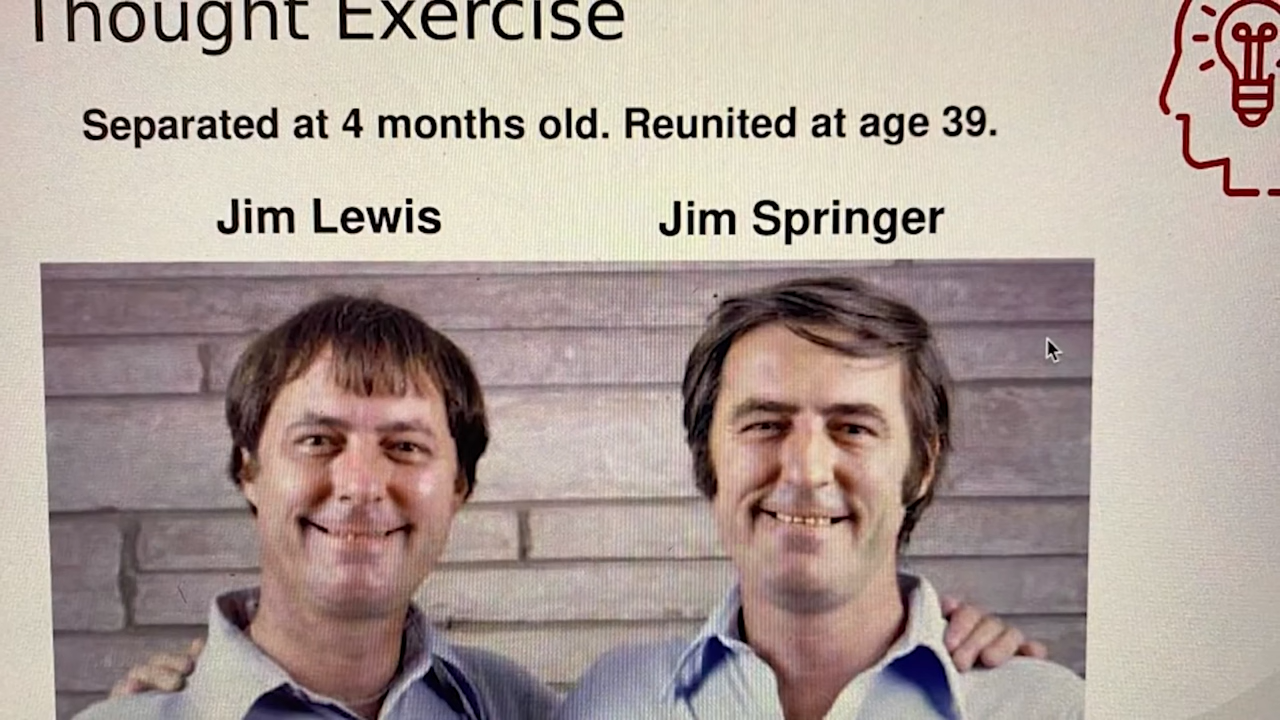 Thought Exercise
Separated at 4 months old. Reunited at age 39.
Jim Lewis
Jim Springer